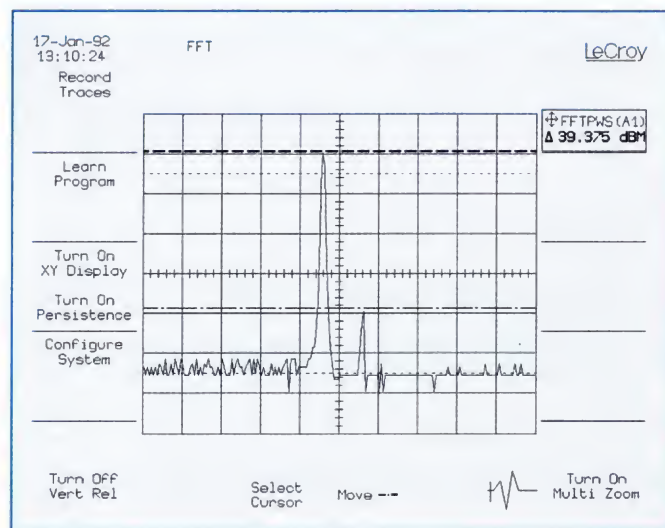 17-Jan-92
13:10:24
FFT
LeCroy
Record
Traces
FFTPWS(A1)
Δ 39.375 dBM
Learn
Program
Turn On
XY Display
Turn On
Persistence
Configure
System
Turn Off
Vert Rel
Select
Cursor
Move
Turn On
Multi Zoom